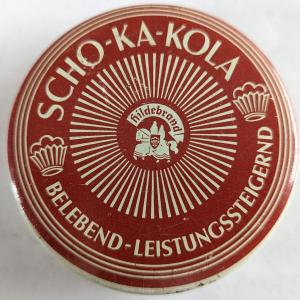 SCHO-KA-KOLA
Hildebrand
BELEBEND-LEISTUNGSSTEIGERND